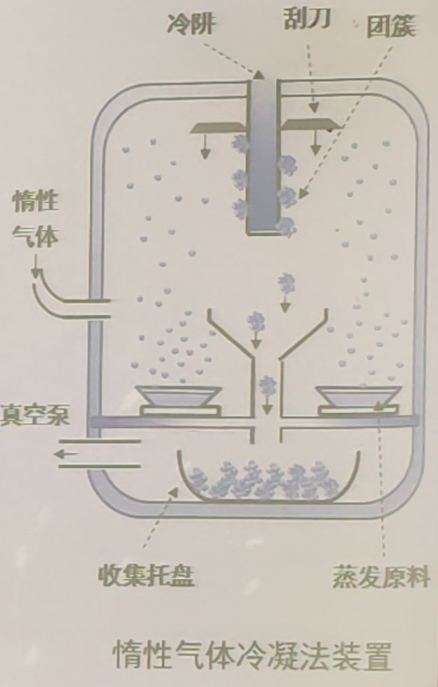 冷阱
刮刀
团簇
惰性
气体
真空泵
收集托盘
蒸发原料
惰性气体冷凝法装置